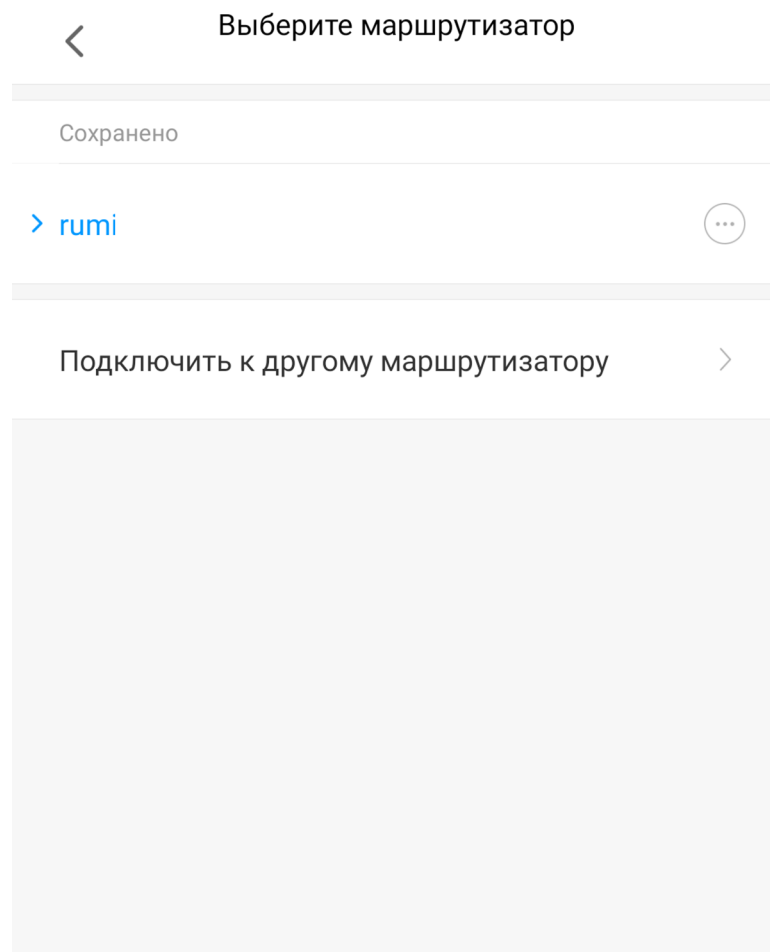 Выберите маршрутизатор
Сохранено
rumi
Подключить к другому маршрутизатору